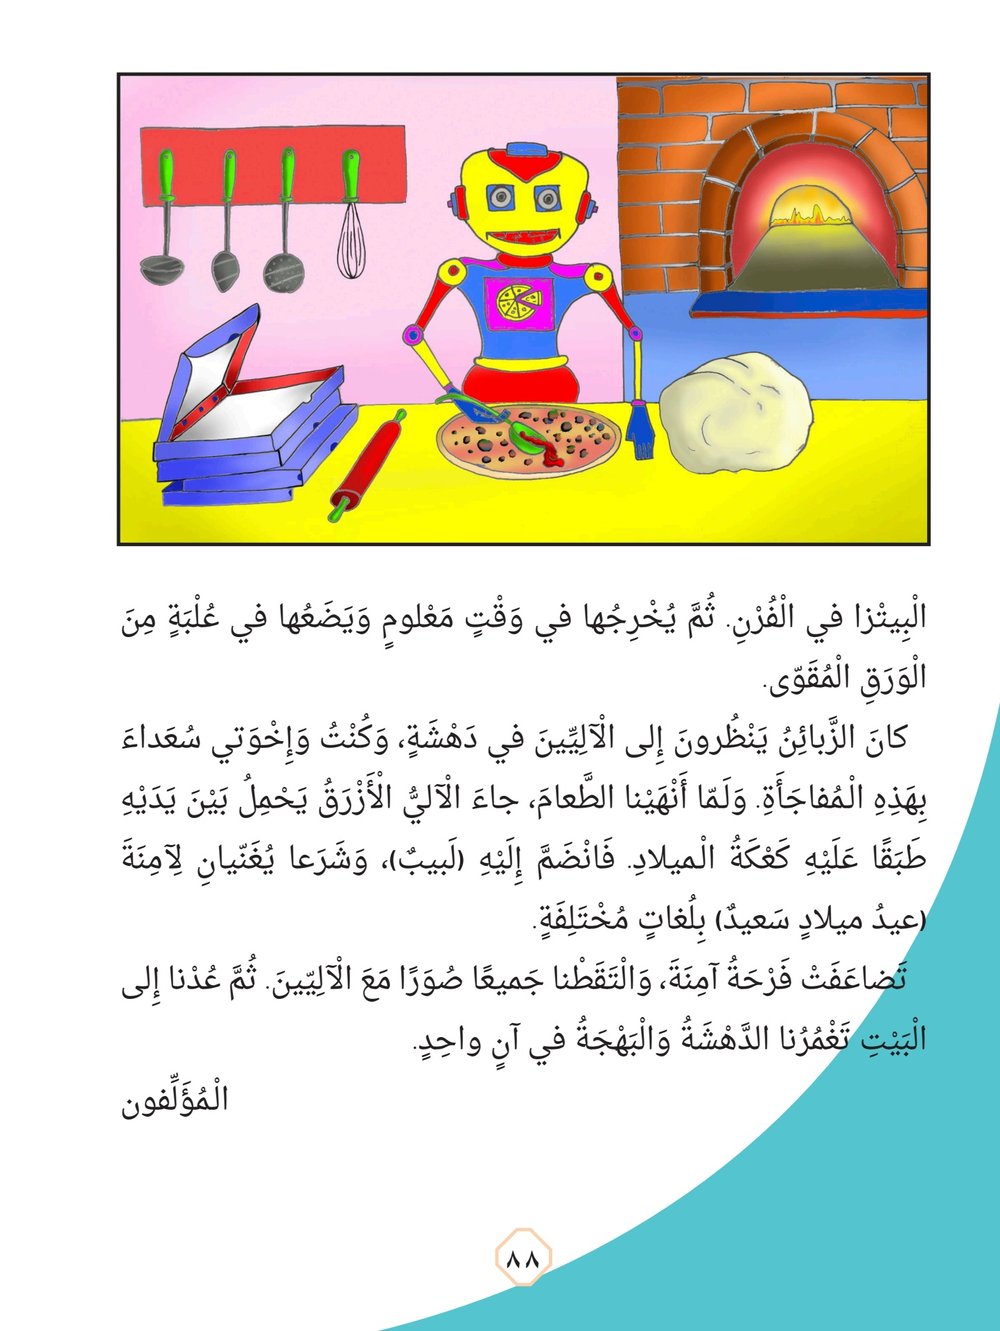 الْبِيتْزا في الْفُرْنِ. ثُمَّ يُخْرِجُها في وَقْتٍ مَعْلومٍ وَيَضَعُها في عُلْبَةٍ مِنَ
الْوَرَقِ الْمُقَوّى.
كانَ الزَّبائِنُ يَنْظُرونَ إِلى الْآلِيِّينَ في دَهْشَةٍ، وَكُنْتُ وَإِخْوَتي سُعَداءَ
بِهَذِهِ الْمُفاجَأَةِ. وَلَمّا أَنْهَيْنا الطَّعامَ، جاءَ الْآليُّ الْأَزْرَقُ يَحْمِلُ بَيْنَ يَدَيْهِ
طَبَقًا عَلَيْهِ كَعْكَةُ الْميلادِ. فَانْضَمَّ إِلَيْهِ (لَبيبٌ)، وَشَرَعا يُغَنّيانِ لِآمِنَةَ
(عيدُ ميلادٍ سَعيدٌ) بِلُغاتٍ مُخْتَلِفَةٍ.
تَضاعَفَتْ فَرْحَةُ آمِنَةَ، وَالْتَقَطْنا جَميعًا صُوَرًا مَعَ الْآلِيّينَ. ثُمَّ عُدْنا إِلى
الْبَيْتِ تَغْمُرُنا الدَّهْشَةُ وَالْبَهْجَةُ في آنٍ واحِدٍ.
الْمُؤَلِّفون
٨٨